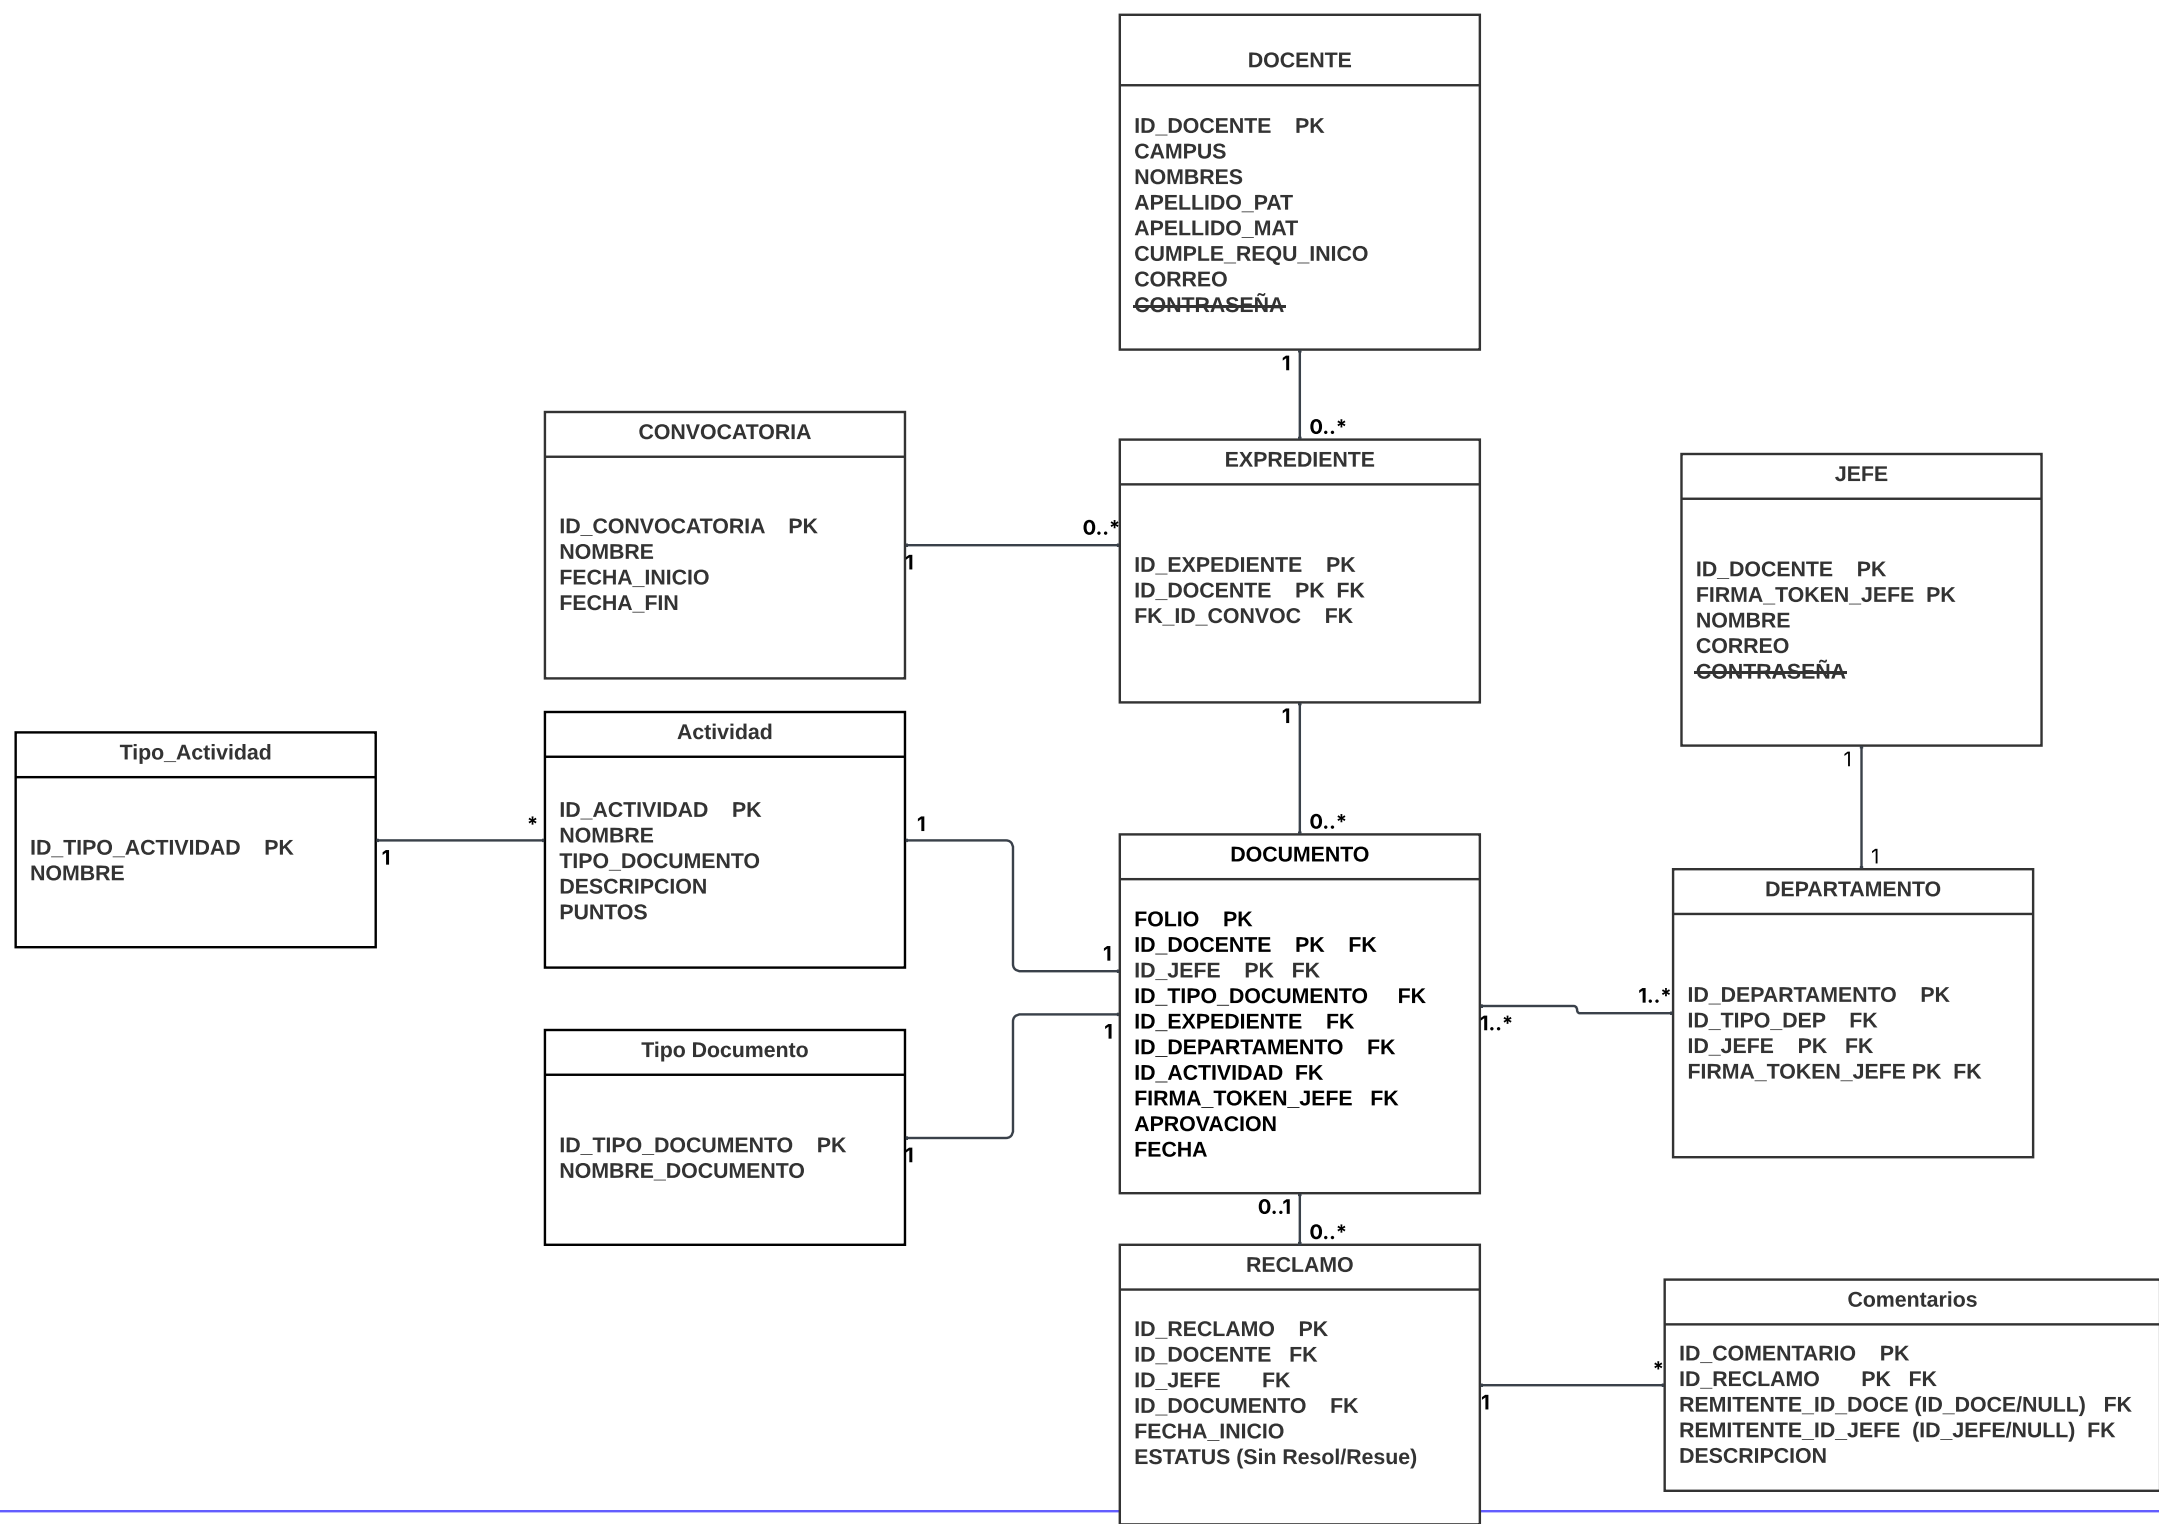 DOCENTE
ID_DOCENTE PK
CAMPUS
NOMBRES
APELLIDO_PAT
APELLIDO_MAT
CUMPLE_REQU_INICO
CORREO
CONTRASEÑA
1
0..*
CONVOCATORIA
ID_CONVOCATORIA PK
NOMBRE
FECHA_INICIO
FECHA_FIN
1
0..*
EXPREDIENTE
ID_EXPEDIENTE PK
ID_DOCENTE PK FK
FK_ID_CONVOC FK
1
0..*
JEFE
ID_DOCENTE PK
FIRMA_TOKEN_JEFE PK
NOMBRE
CORREO
CONTRASEÑA
1
1
Tipo_Actividad
ID_TIPO_ACTIVIDAD PK
NOMBRE
1
*
Actividad
ID_ACTIVIDAD PK
NOMBRE
TIPO_DOCUMENTO
DESCRIPCION
PUNTOS
1
1
Tipo Documento
ID_TIPO_DOCUMENTO PK
NOMBRE_DOCUMENTO
1
1
DOCUMENTO
FOLIO PK
ID_DOCENTE PK FK
ID_JEFE PK FK
ID_TIPO_DOCUMENTO FK
ID_EXPEDIENTE FK
ID_DEPARTAMENTO FK
ID_ACTIVIDAD FK
FIRMA_TOKEN_JEFE FK
APROVACION
FECHA
1..*
1..*
DEPARTAMENTO
ID_DEPARTAMENTO PK
ID_TIPO_DEP FK
ID_JEFE PK FK
FIRMA_TOKEN_JEFE PK FK
0..1
0..*
RECLAMO
ID_RECLAMO PK
ID_DOCENTE FK
ID_JEFE FK
ID_DOCUMENTO FK
FECHA_INICIO
ESTATUS (Sin Resol/Resue)
1
*
Comentarios
ID_COMENTARIO PK
ID_RECLAMO PK FK
REMITENTE_ID_DOCE (ID_DOCE/NULL) FK
REMITENTE_ID_JEFE (ID_JEFE/NULL) FK
DESCRIPCION